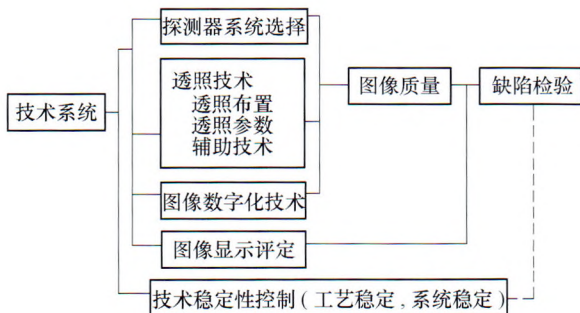 探测器系统选择
透照技术
透照布置
透照参数
辅助技术
技术系统
图像质量
缺陷检验
图像数字化技术
图像显示评定
技术稳定性控制(工艺稳定,系统稳定)